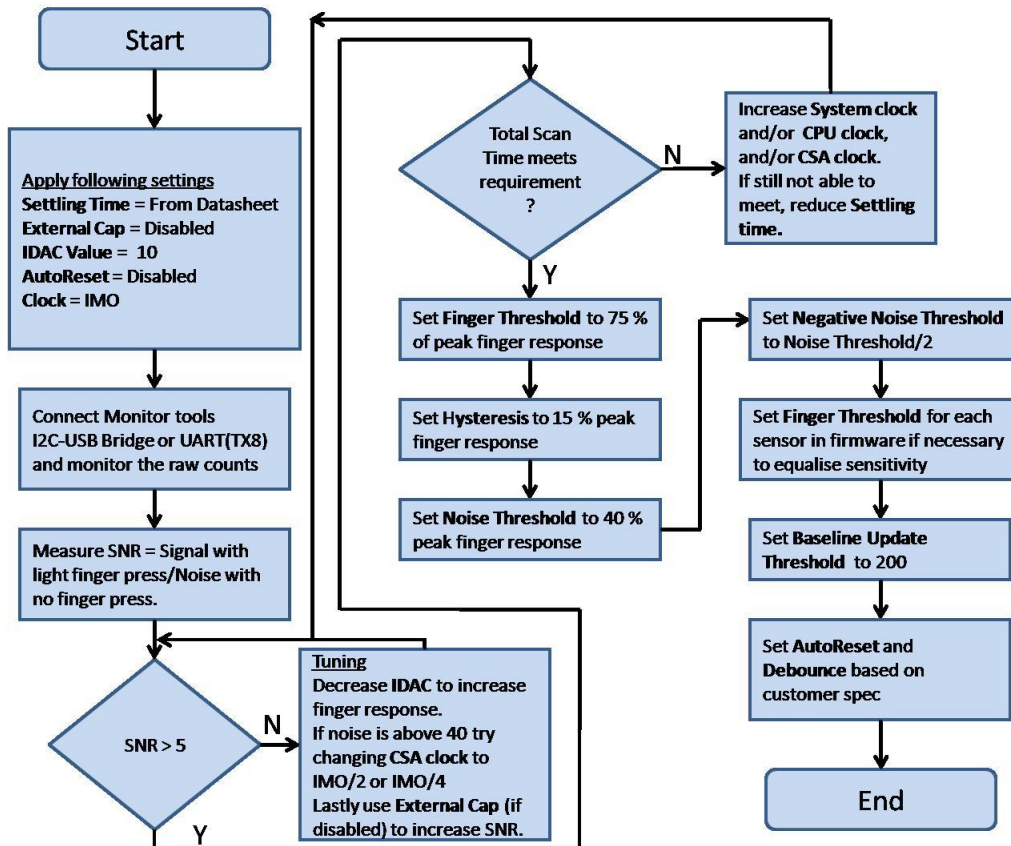 Start
Apply following settings
Settling Time = From Datasheet
External Cap = Disabled
IDAC Value = 10
AutoReset = Disabled
Clock = IMO
Connect Monitor tools
I2C-USB Bridge or UART(TX8)
and monitor the raw counts
Measure SNR = Signal with
light finger press/Noise with
no finger press.
SNR > 5
N
Y
Tuning
Decrease IDAC to increase
finger response.
If noise is above 40 try
changing CSA clock to
IMO/2 or IMO/4
Lastly use External Cap (if
disabled) to increase SNR.
Total Scan
Time meets
requirement
?
N
Y
Increase System clock
and/or CPU clock,
and/or CSA clock.
If still not able to
meet, reduce Settling
time.
Set Finger Threshold to 75 %
of peak finger response
Set Hysteresis to 15 % peak
finger response
Set Noise Threshold to 40 %
peak finger response
Set Negative Noise Threshold
to Noise Threshold/2
Set Finger Threshold for each
sensor in firmware if necessary
to equalise sensitivity
Set Baseline Update
Threshold to 200
Set AutoReset and
Debounce based on
customer spec
End